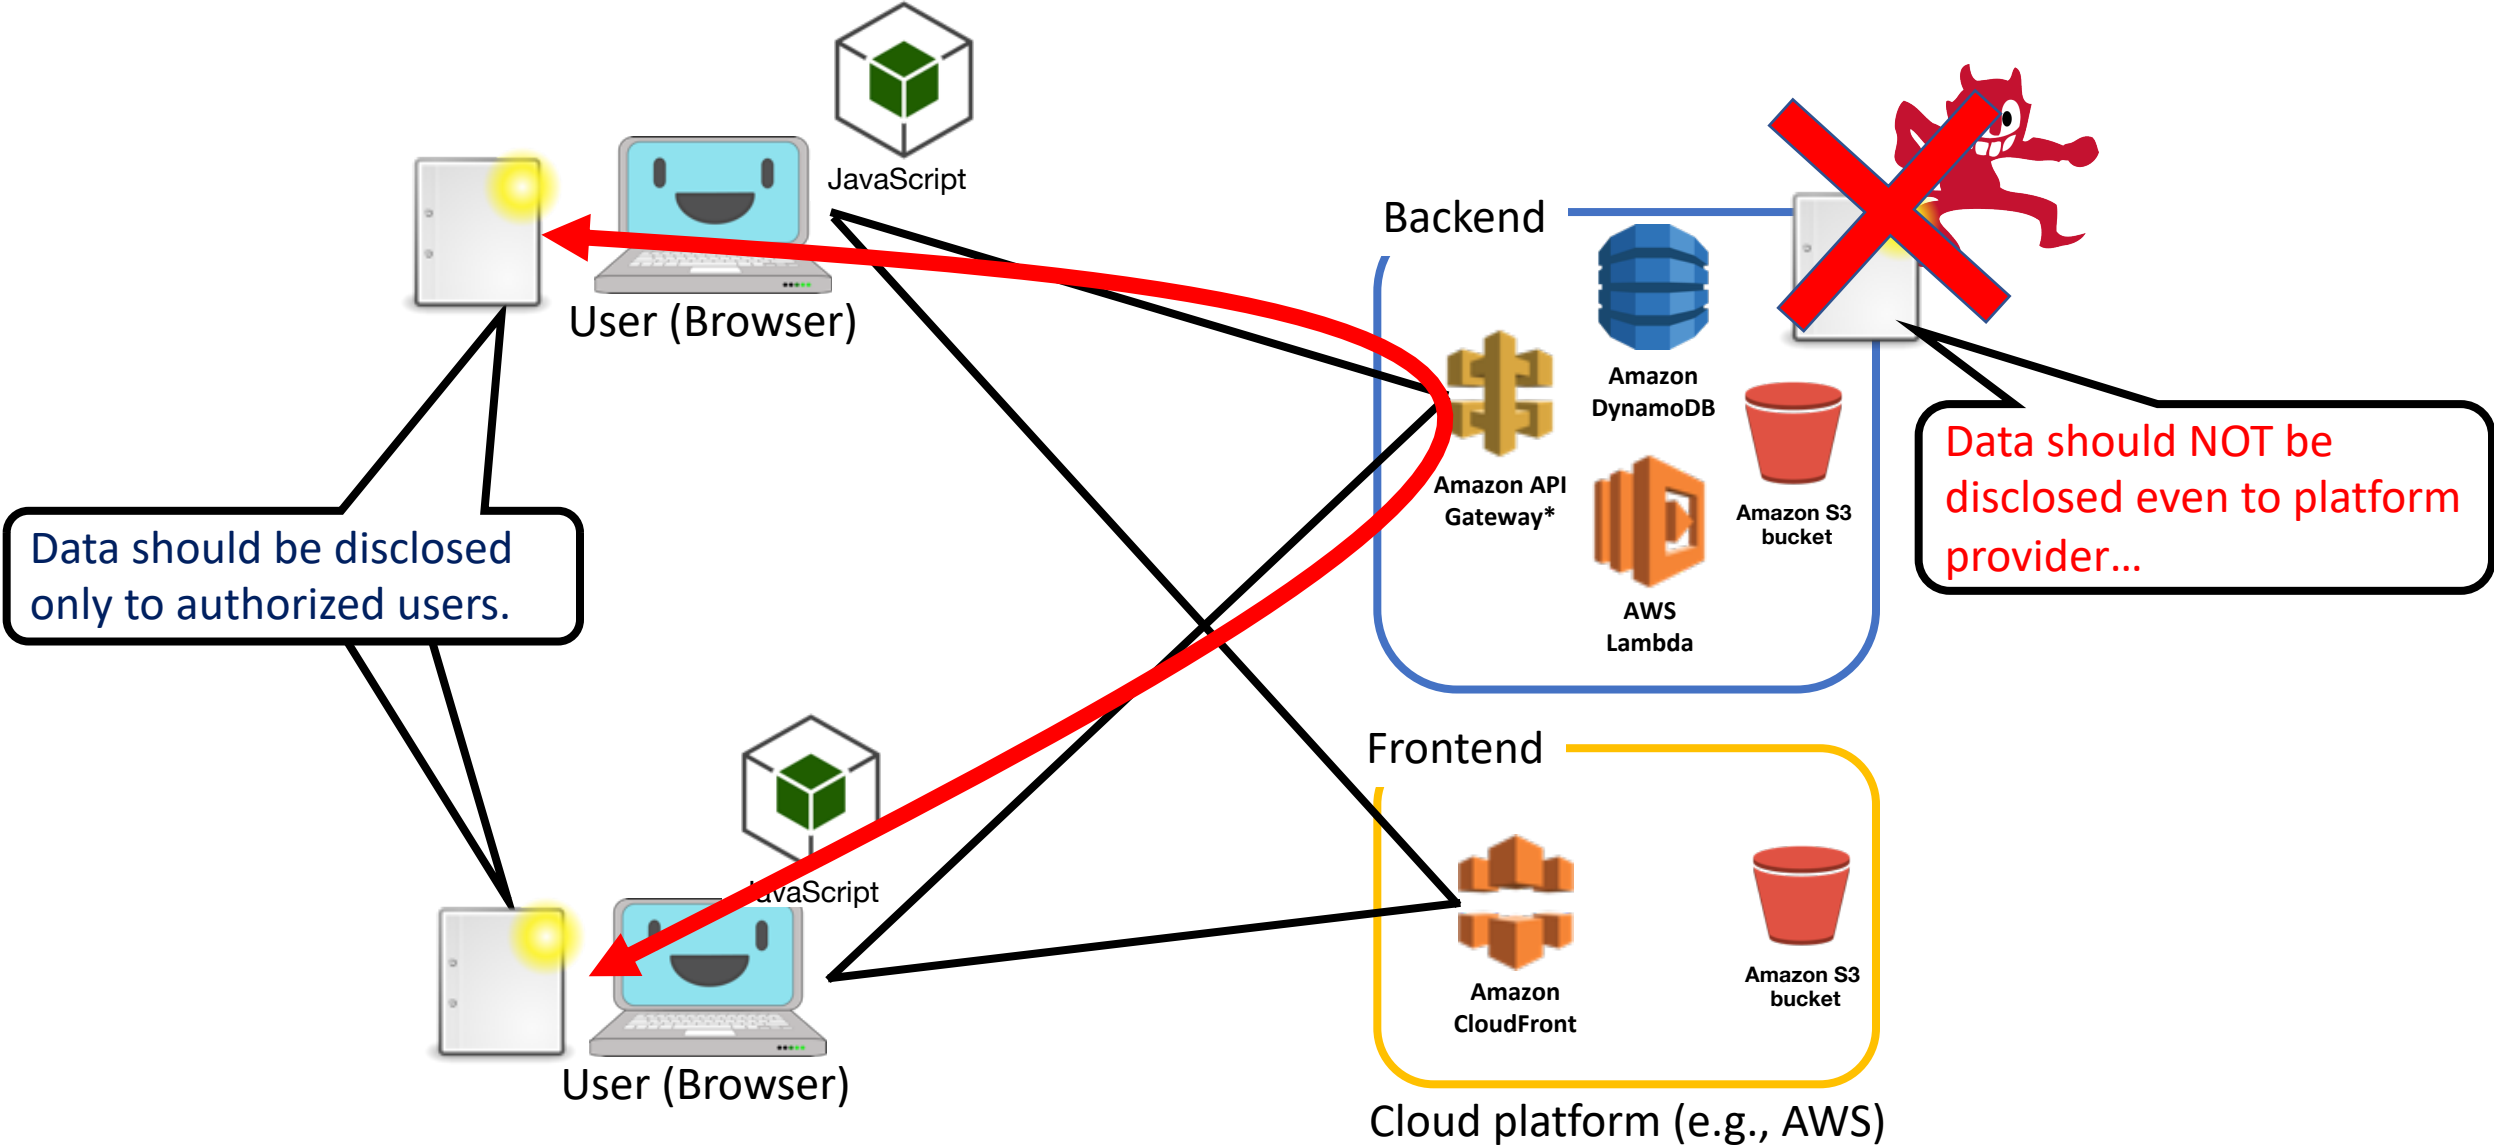 JavaScript
User (Browser)
Data should be disclosed
only to authorized users.
JavaScript
User (Browser)
Backend
Amazon
DynamoDB
Amazon API
Gateway*
Amazon S3
bucket
AWS
Lambda
Data should NOT be
disclosed even to platform
provider...
Frontend
Amazon
CloudFront
Amazon S3
bucket
Cloud platform (e.g., AWS)